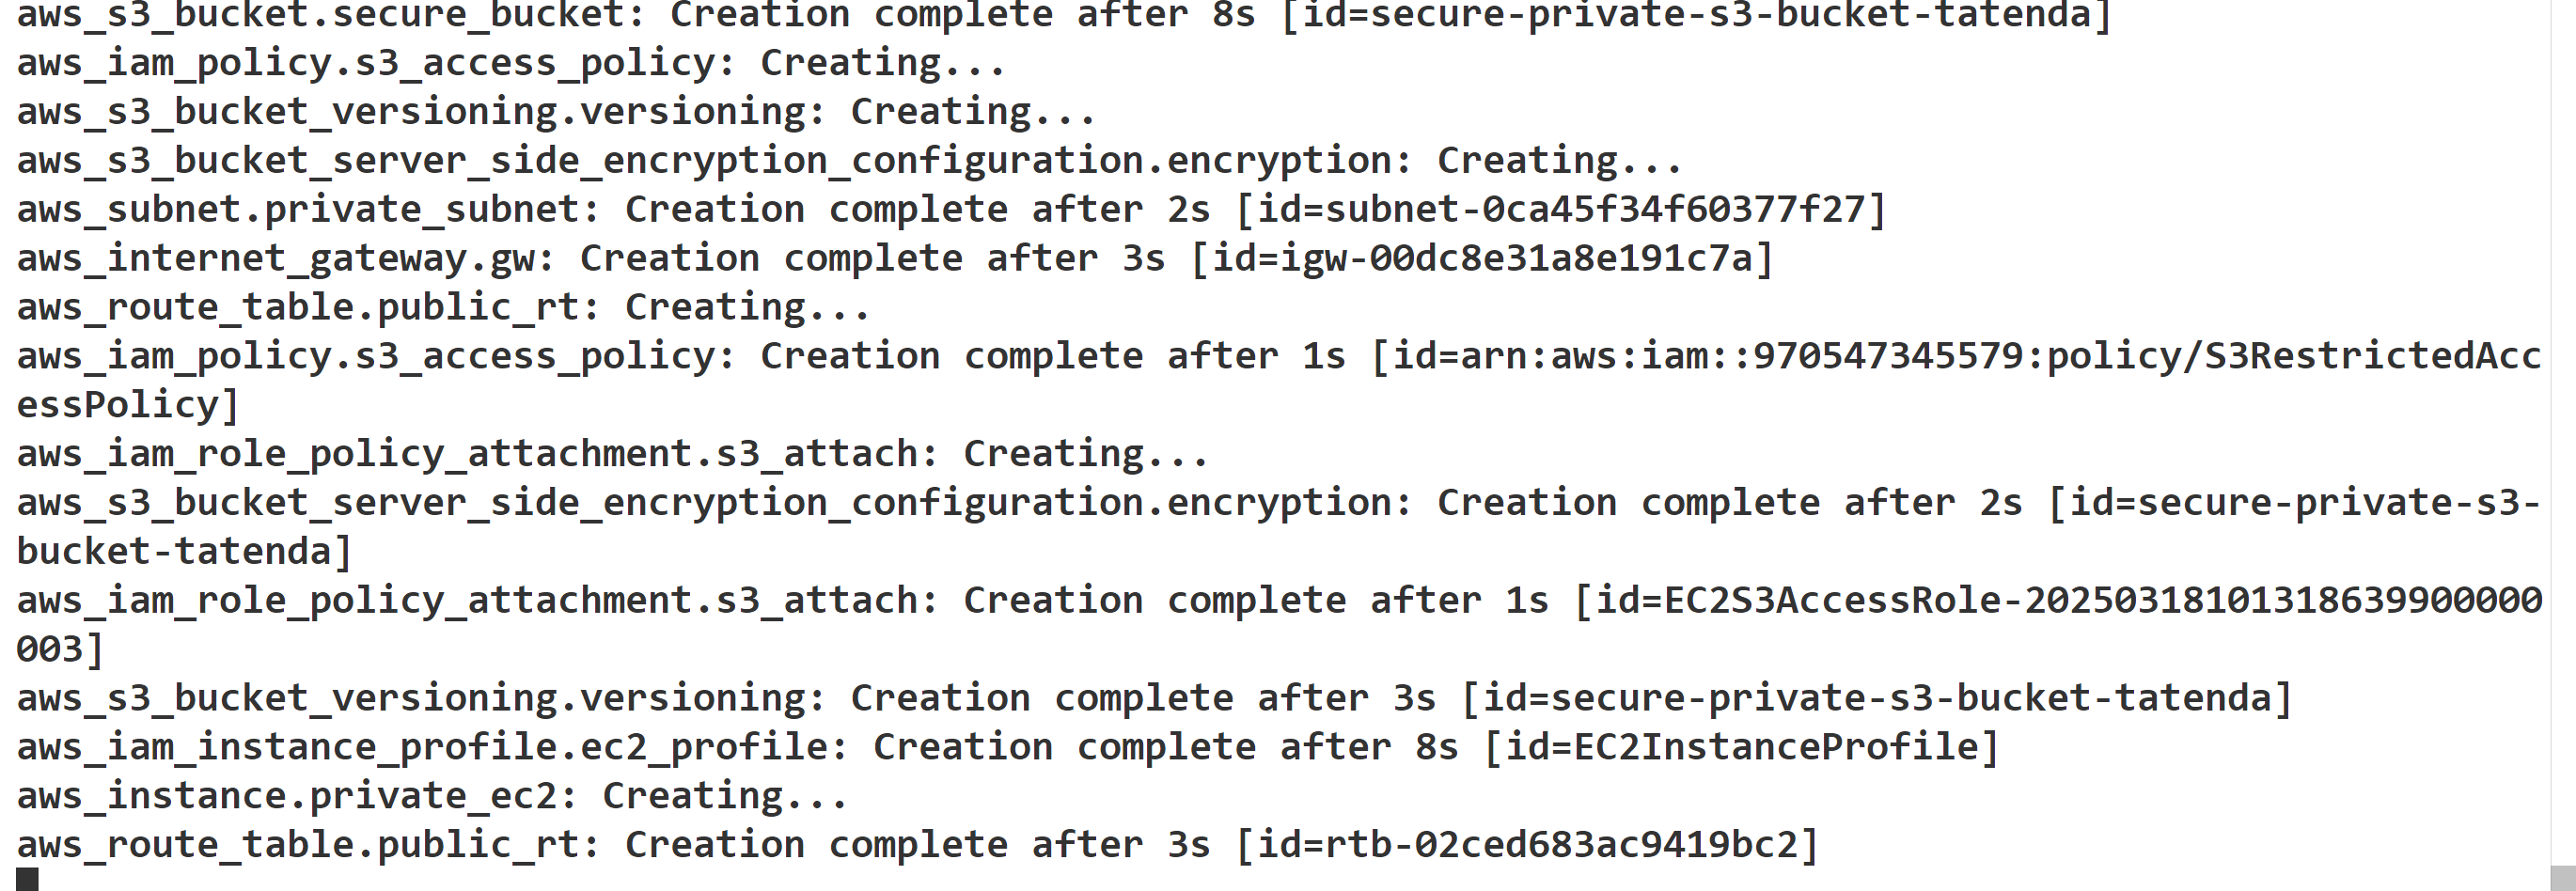 aws_s3_bucket.secure_bucket: Creation complete after 8s [id=secure-private-s3-bucket-tatenda]
aws_iam_policy.s3_access_policy: Creating...
aws_s3_bucket_versioning.versioning: Creating...
aws_s3_bucket_server_side_encryption_configuration.encryption: Creating...
aws_subnet.private_subnet: Creation complete after 2s [id=subnet-0ca45f34f60377f27]
aws_internet_gateway.gw: Creation complete after 3s [id=igw-00dc8e31a8e191c7a]
aws_route_table.public_rt: Creating...
aws_iam_policy.s3_access_policy: Creation complete after 1s [id=arn:aws:iam::970547345579:policy/S3RestrictedAcc
essPolicy]
aws_iam_role_policy_attachment.s3_attach: Creating...
aws_s3_bucket_server_side_encryption_configuration.encryption: Creation complete after 2s [id=secure-private-s3-
bucket-tatenda]
aws_iam_role_policy_attachment.s3_attach: Creation complete after 1s [id=EC2S3AccessRole-20250318101318639900000
003]
aws_s3_bucket_versioning.versioning: Creation complete after 3s [id=secure-private-s3-bucket-tatenda]
aws_iam_instance_profile.ec2_profile: Creation complete after 8s [id=EC2InstanceProfile]
aws_instance.private_ec2: Creating...
aws_route_table.public_rt: Creation complete after 3s [id=rtb-02ced683ac9419bc2]